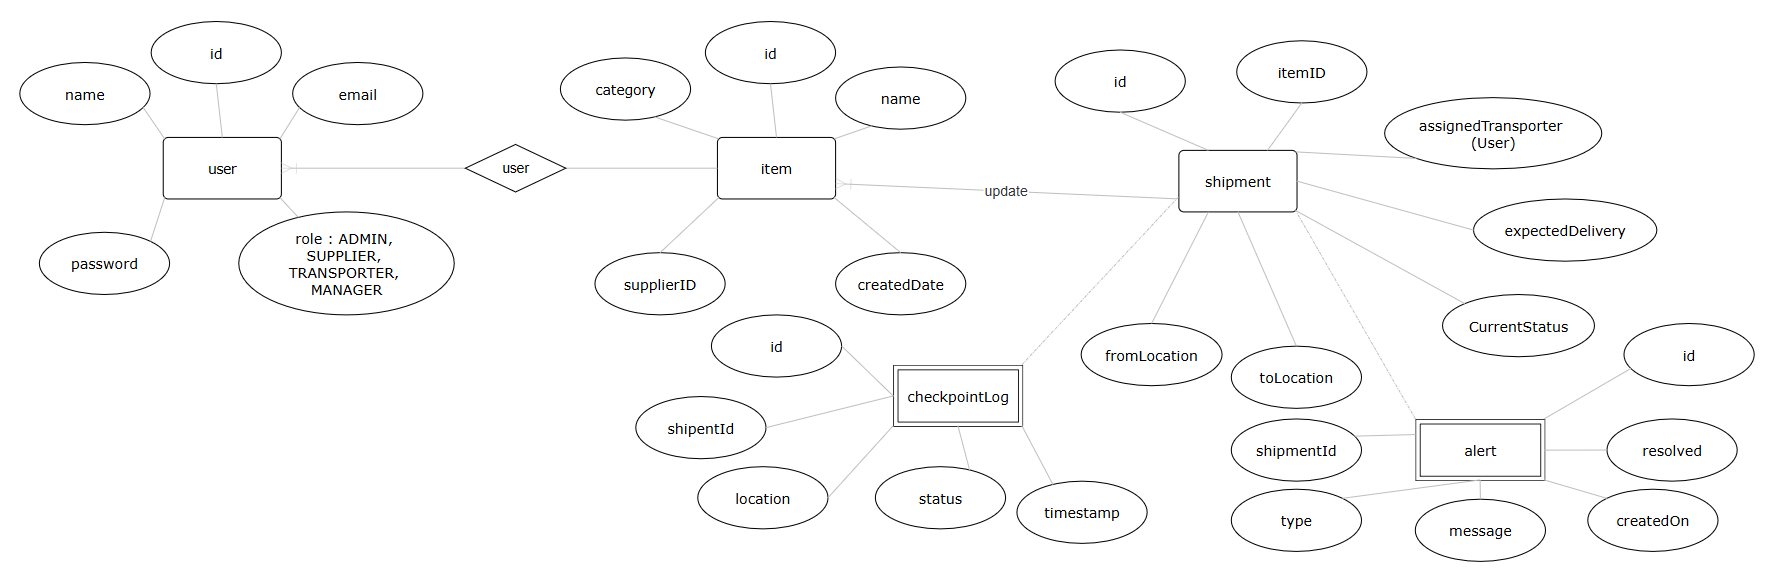 id
name
email
user
password
role : ADMIN,
SUPPLIER,
TRANSPORTER,
MANAGER
user
id
category
name
item
supplierID
createdDate
update
id
itemID
assignedTransporter
(User)
shipment
expectedDelivery
CurrentStatus
fromLocation
toLocation
id
checkpointLog
shipentId
location
status
timestamp
id
shipmentId
alert
resolved
type
message
createdOn